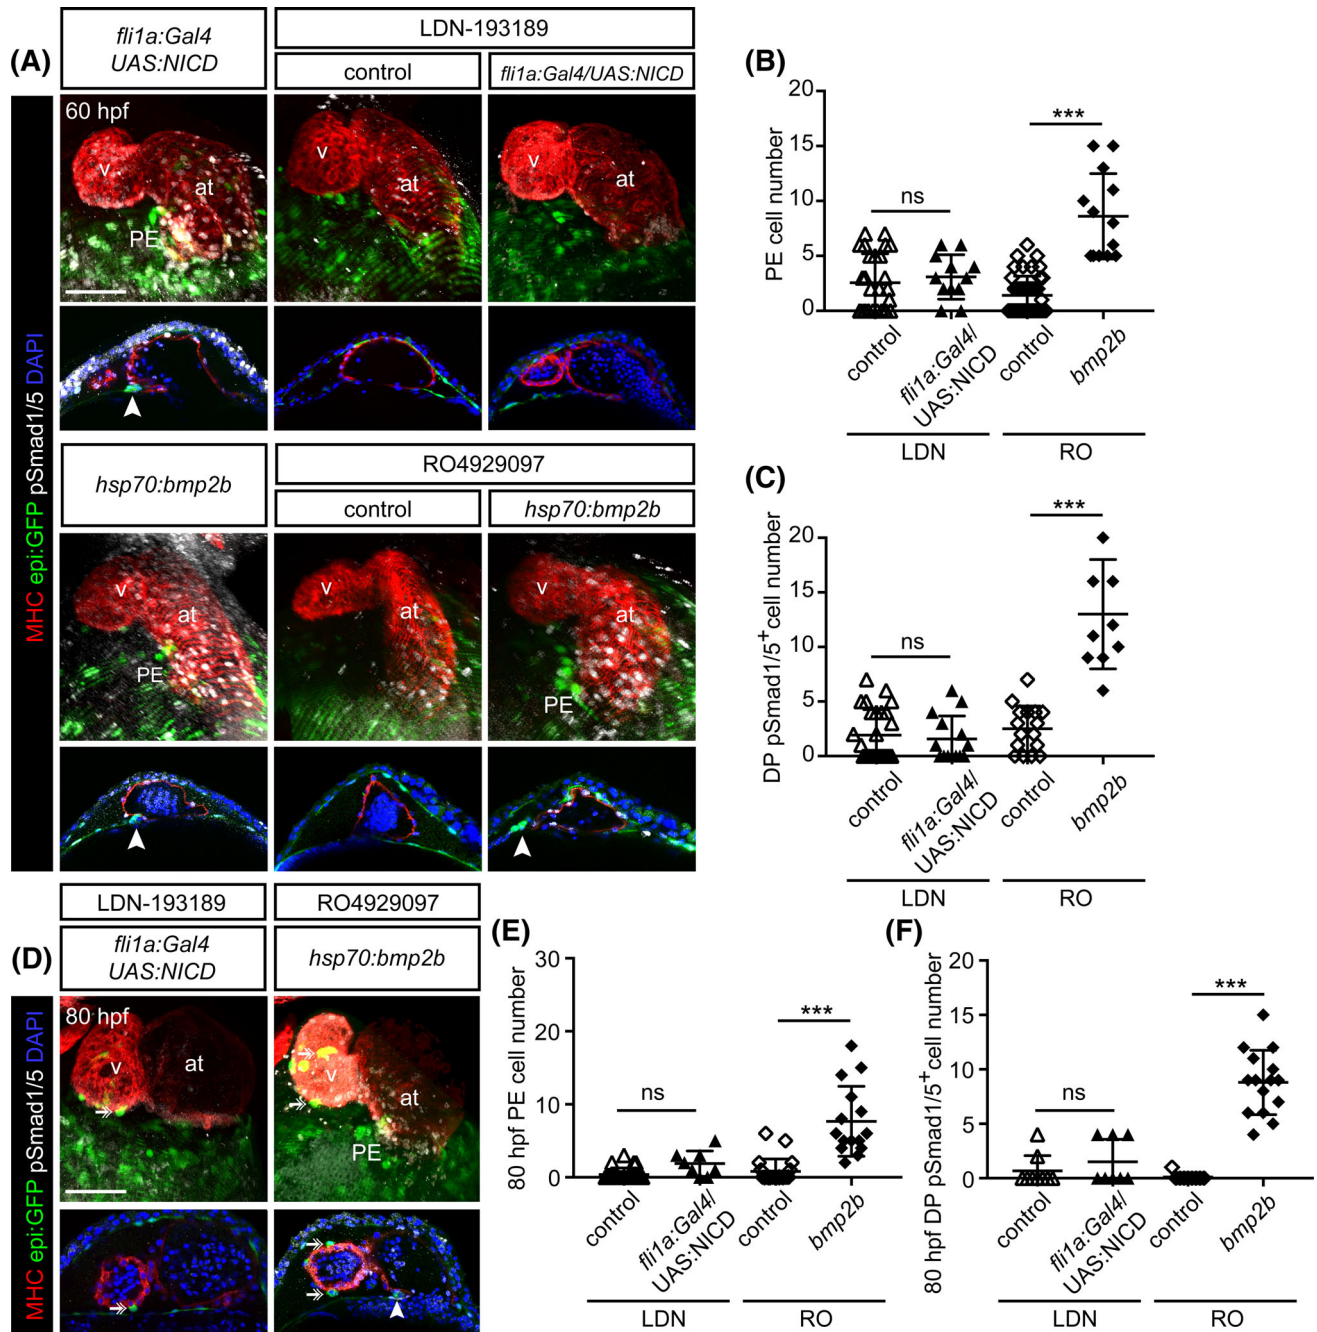 (A)
fli1a:Gal4
UAS:NICD
LDN-193189
control
fli1a:Gal4/UAS:NICD
MHC epi:GFP pSmad1/5 DAPI
60 hpf
v
at
PE
v
at
v
at
hsp70:bmp2b
RO4929097
control
hsp70:bmp2b
v
at
PE
v
at
v
at
PE
(B)
PE cell number
20
15
10
5
0
ns
***
control
fli1a:Gal4/
UAS:NICD
control
bmp2b
LDN
RO
(C)
DP pSmad1/5+cell number
20
15
10
5
0
ns
***
control
fli1a:Gal4/
UAS:NICD
control
bmp2b
LDN
RO
(D)
LDN-193189
RO4929097
fli1a:Gal4
UAS:NICD
hsp70:bmp2b
MHC epi:GFP pSmad1/5 DAPI
80 hpf
v
at
v
at
PE
(E)
80 hpf PE cell number
30
20
10
0
ns
***
control
fli1a:Gal4/
UAS:NICD
control
bmp2b
LDN
RO
(F)
80 hpf DP pSmad1/5+cell number
20
15
10
5
0
ns
***
control
fli1a:Gal4/
UAS:NICD
control
bmp2b
LDN
RO